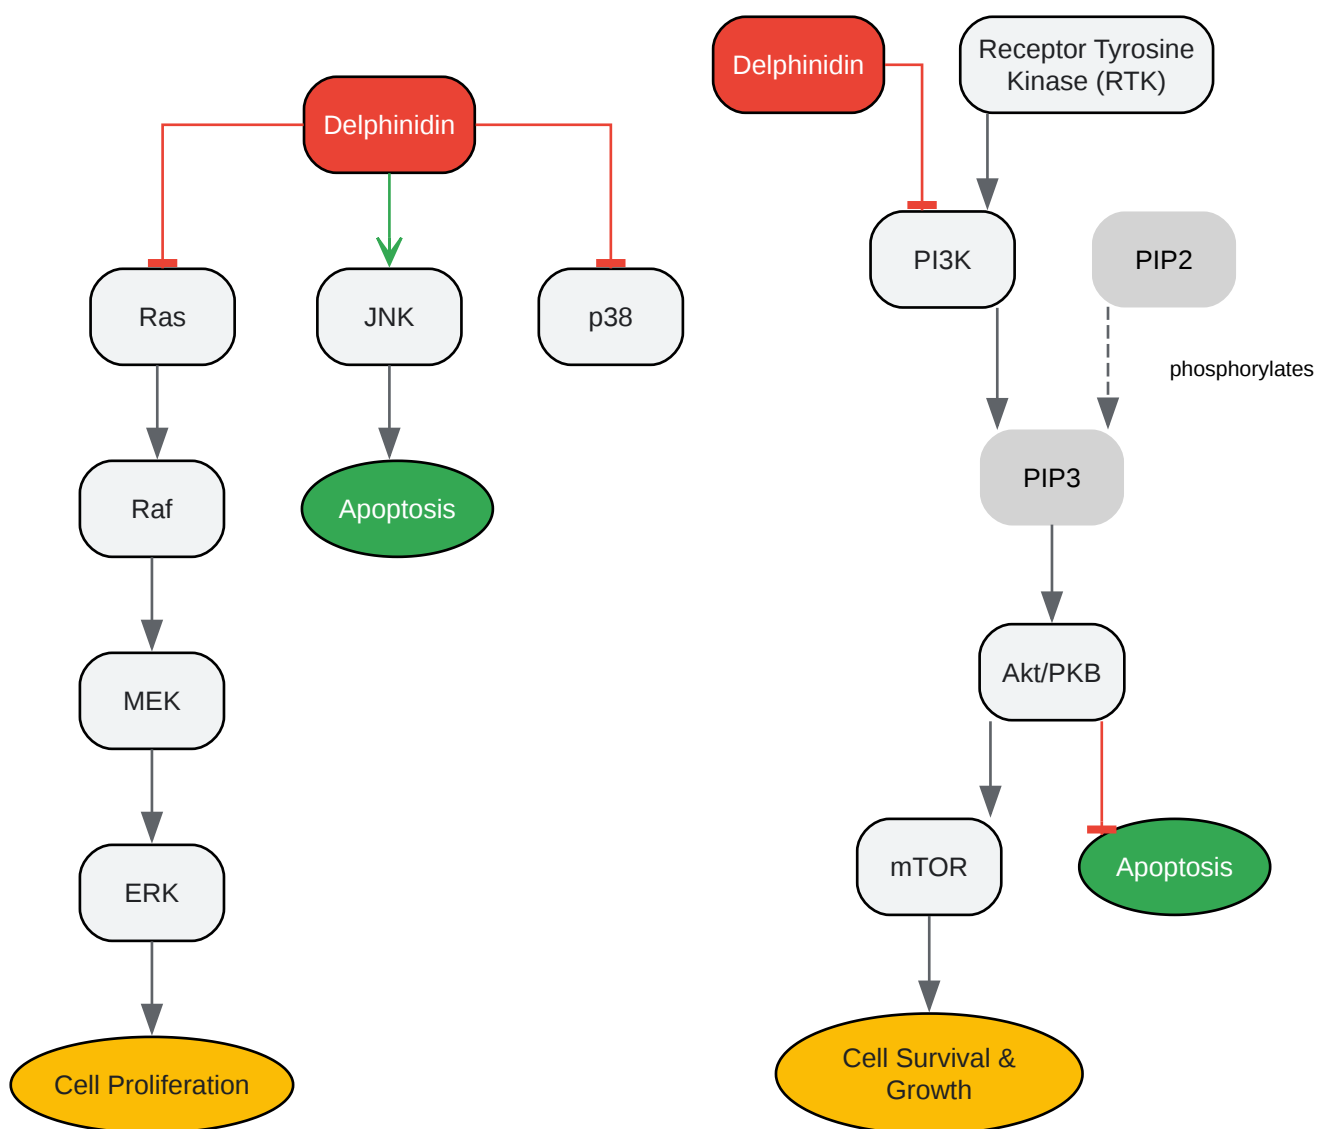 Delphinidin
Ras
JNK
p38
Raf
Apoptosis
MEK
ERK
Cell Proliferation
Delphinidin
Receptor Tyrosine
Kinase (RTK)
PI3K
PIP2
phosphorylates
PIP3
Akt/PKB
mTOR
Apoptosis
Cell Survival &
Growth